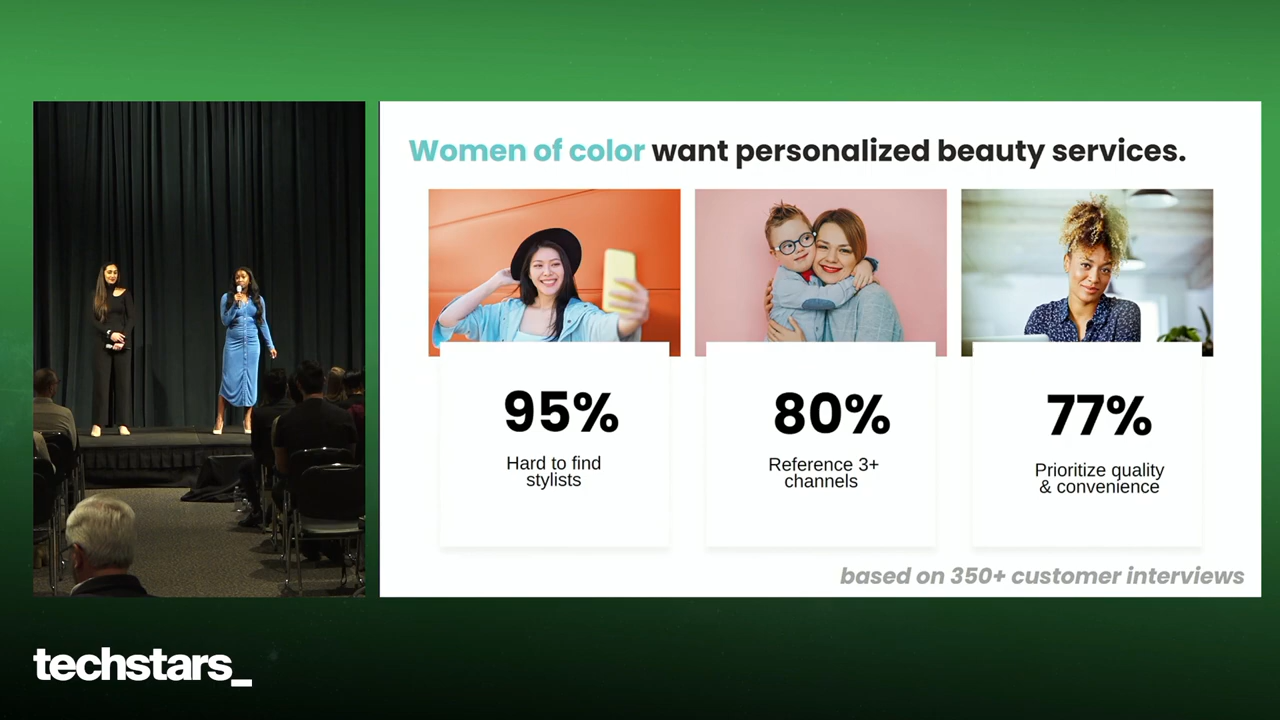 Women of color want personalized beauty services.
95%
Hard to find
stylists
80%
Reference 3+
channels
77%
Prioritize quality
& convenience
based on 350+ customer interviews
techstars_